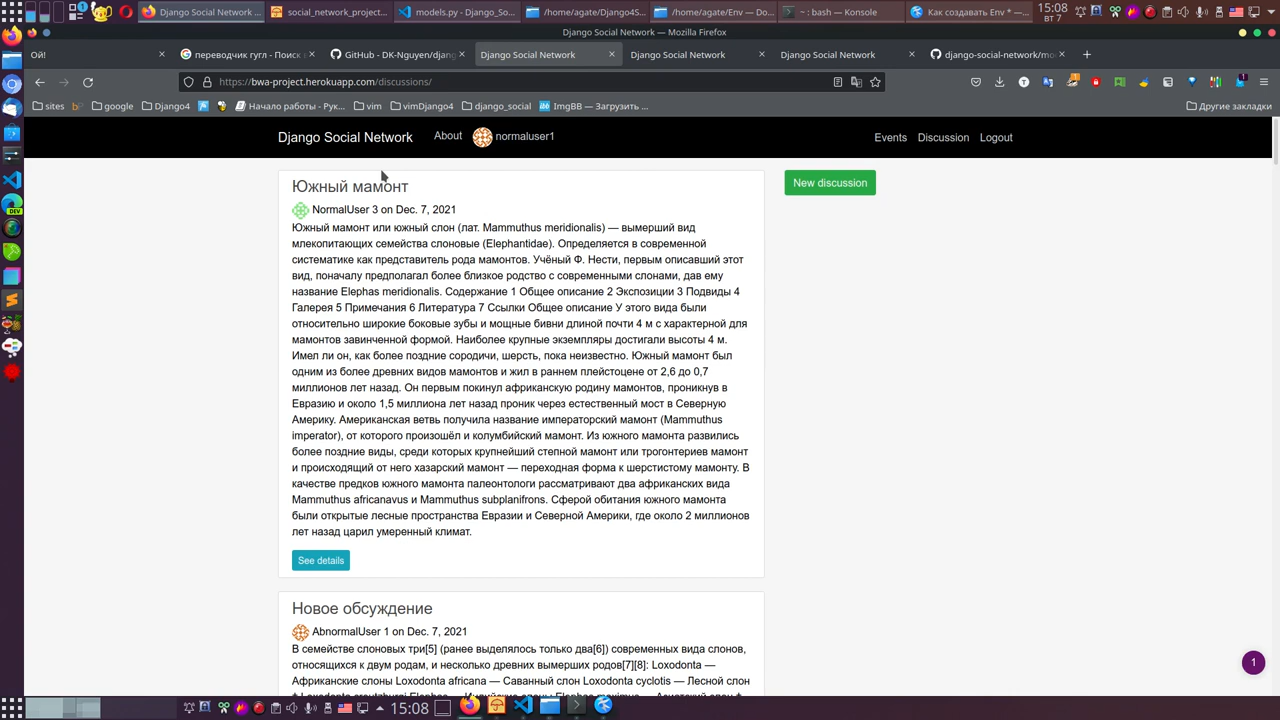 Django Social Network ...
social_network_project...
models.py - Django_So...
/home/agate/Django4S...
/home/agate/Env — Do...
~ : bash — Konsole
Как создавать Env * —...
15:08
ВТ 7
Django Social Network — Mozilla Firefox
Ой!
переводчик гугл - Поиск в
GitHub - DK-Nguyen/djang
Django Social Network
Django Social Network
Django Social Network
django-social-network/mo
https://bwa-project.herokuapp.com/discussions/
sites
google
Django4
Начало работы - Рук...
vim
vimDjango4
django_social
ImgBB — Загрузить ...
Другие закладки
Django Social Network
About
normaluser1
Events
Discussion
Logout
Южный мамонт
New discussion
NormalUser 3 on Dec. 7, 2021
Южный мамонт или южный слон (лат. Mammuthus meridionalis) — вымерший вид
млекопитающих семейства слоновые (Elephantidae). Определяется в современной
систематике как представитель рода мамонтов. Учёный Ф. Нести, первым описавший этот
вид, поначалу предполагал более близкое родство с современными слонами, дав ему
название Elephas meridionalis. Содержание 1 Общее описание 2 Экспозиции 3 Подвиды 4
Галерея 5 Примечания 6 Литература 7 Ссылки Общее описание У этого вида были
относительно широкие боковые зубы и мощные бивни длиной почти 4 м с характерной для
мамонтов завинченной формой. Наиболее крупные экземпляры достигали высоты 4 м.
Имел ли он, как более поздние сородичи, шерсть, пока неизвестно. Южный мамонт был
одним из более древних видов мамонтов и жил в раннем плейстоцене от 2,6 до 0,7
миллионов лет назад. Он первым покинул африканскую родину мамонтов, проникнув в
Евразию и около 1,5 миллиона лет назад проник через естественный мост в Северную
Америку. Американская ветвь получила название императорский мамонт (Mammuthus
imperator), от которого произошёл и колумбийский мамонт. Из южного мамонта развились
более поздние виды, среди которых крупнейший степной мамонт или трогонтериев мамонт
и происходящий от него хазарский мамонт — переходная форма к шерстистому мамонту. В
качестве предков южного мамонта палеонтологи рассматривают два африканских вида
Mammuthus africanavus и Mammuthus subplanifrons. Сферой обитания южного мамонта
были открытые лесные пространства Евразии и Северной Америки, где около 2 миллионов
лет назад царил умеренный климат.
See details
Новое обсуждение
AbnormalUser 1 on Dec. 7, 2021
В семействе слоновых три[5] (ранее выделялось только два[6]) современных вида слонов,
относящихся к двум родам, и несколько древних вымерших родов[7][8]: Loxodonta —
Африканские слоны Loxodonta africana — Саванный слон Loxodonta cyclotis — Лесной слон
1
DEV
15:08